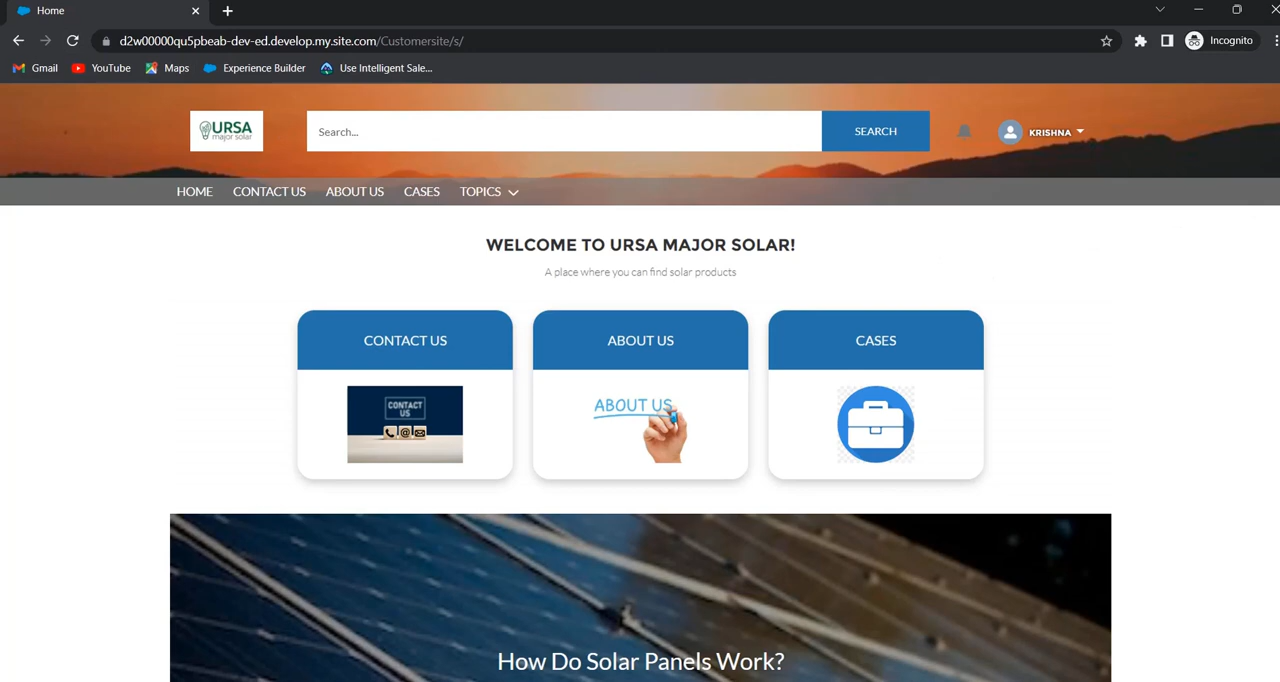 Home
d2w00000qu5pbeab-dev-ed.develop.my.site.com/Customersite/s/
Incognito
Gmail
YouTube
Maps
Experience Builder
Use Intelligent Sale...
URSA
major solar
Search...
SEARCH
KRISHNA
HOME
CONTACT US
ABOUT US
CASES
TOPICS
WELCOME TO URSA MAJOR SOLAR!
A place where you can find solar products
CONTACT US
ABOUT US
CASES
CONTACT
US
@
ABOUT US
How Do Solar Panels Work?